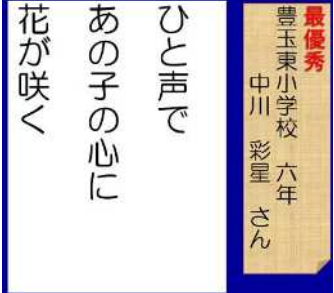 最優秀
豊玉東小学校 六年
中川 彩星 さん
ひと声で
あの子の心に
花が咲く